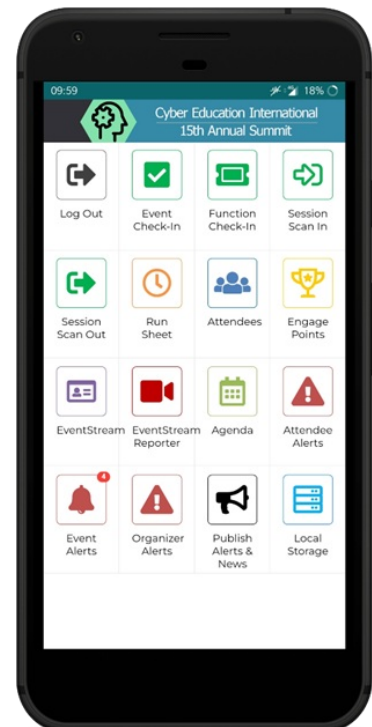 09:59
18%
Cyber Education International
15th Annual Summit
Log Out
Event
Check-In
Function
Check-In
Session
Scan In
Session
Scan Out
Run
Sheet
Attendees
Engage
Points
EventStream
EventStream
Reporter
Agenda
Attendee
Alerts
4
Event
Alerts
Organizer
Alerts
Publish
Alerts &
News
Local
Storage